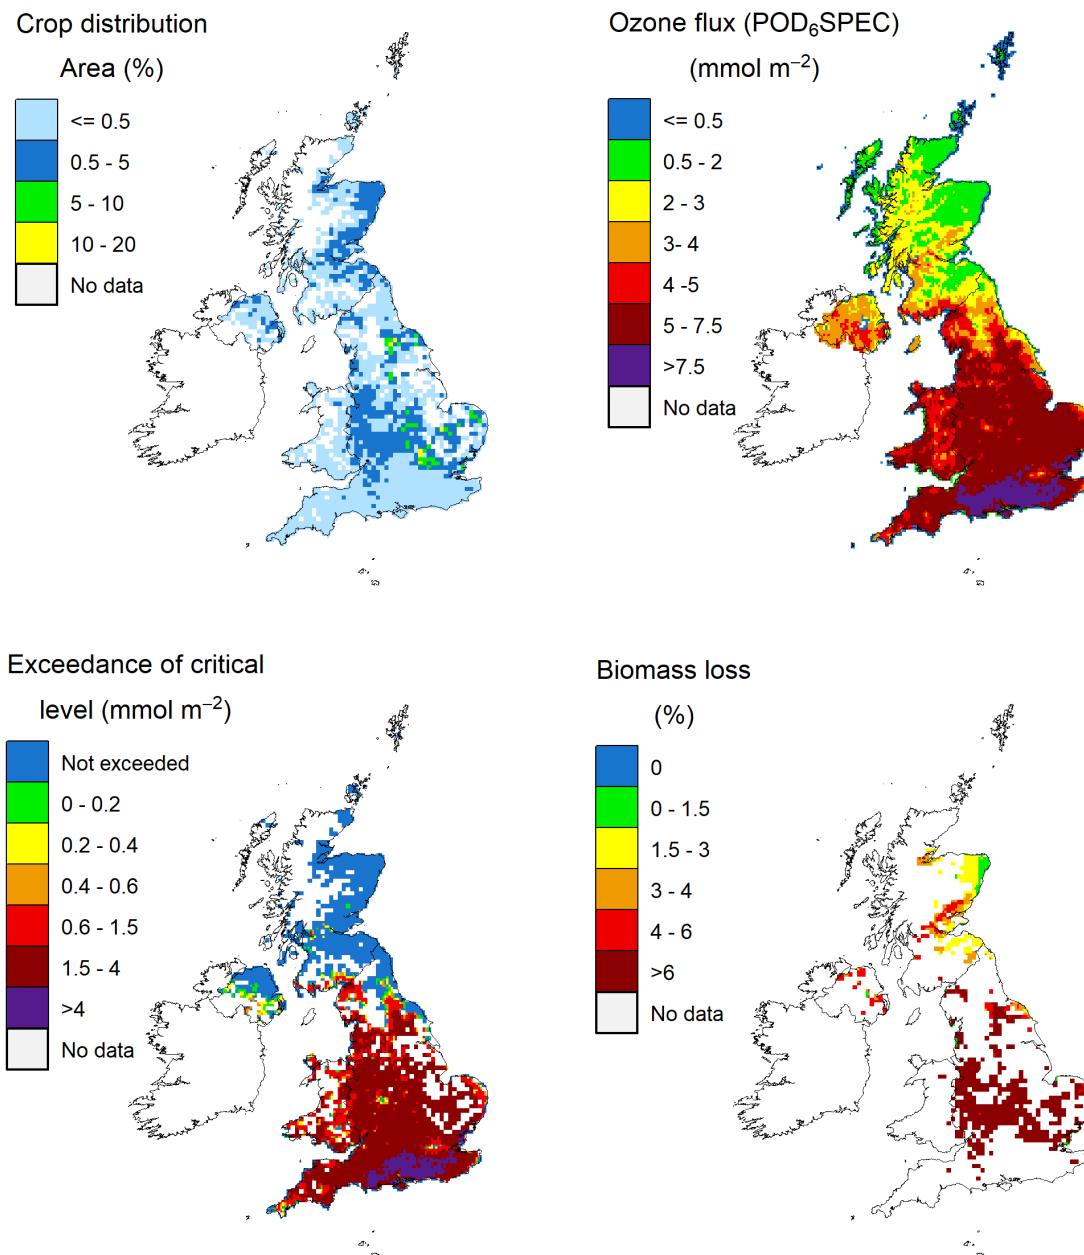 Crop distribution
Area (%)
<= 0.5
0.5 - 5
5 - 10
10 - 20
No data
Ozone flux (POD₆SPEC)
(mmol m⁻²)
<= 0.5
0.5 - 2
2 - 3
3- 4
4 -5
5 - 7.5
>7.5
No data
Exceedance of critical
level (mmol m⁻²)
Not exceeded
0 - 0.2
0.2 - 0.4
0.4 - 0.6
0.6 - 1.5
1.5 - 4
>4
No data
Biomass loss
(%)
0
0 - 1.5
1.5 - 3
3 - 4
4 - 6
>6
No data